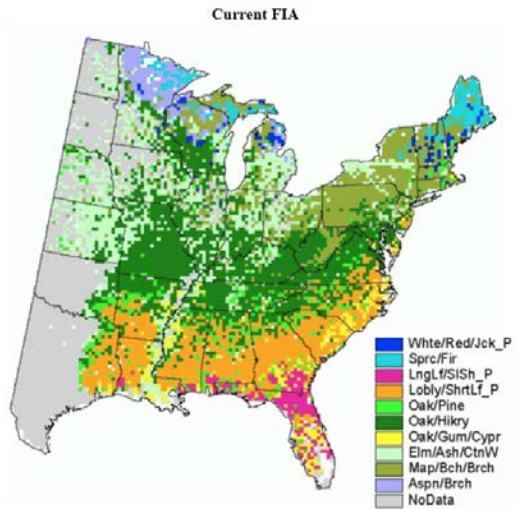 Current FIA
Whte/Red/Jck_P
Sprc/Fir
LngLf/SlSh_P
Lobly/ShrtLf_P
Oak/Pine
Oak/Hikry
Oak/Gum/Cypr
Elm/Ash/CtnW
Map/Bch/Brch
Aspn/Brch
NoData